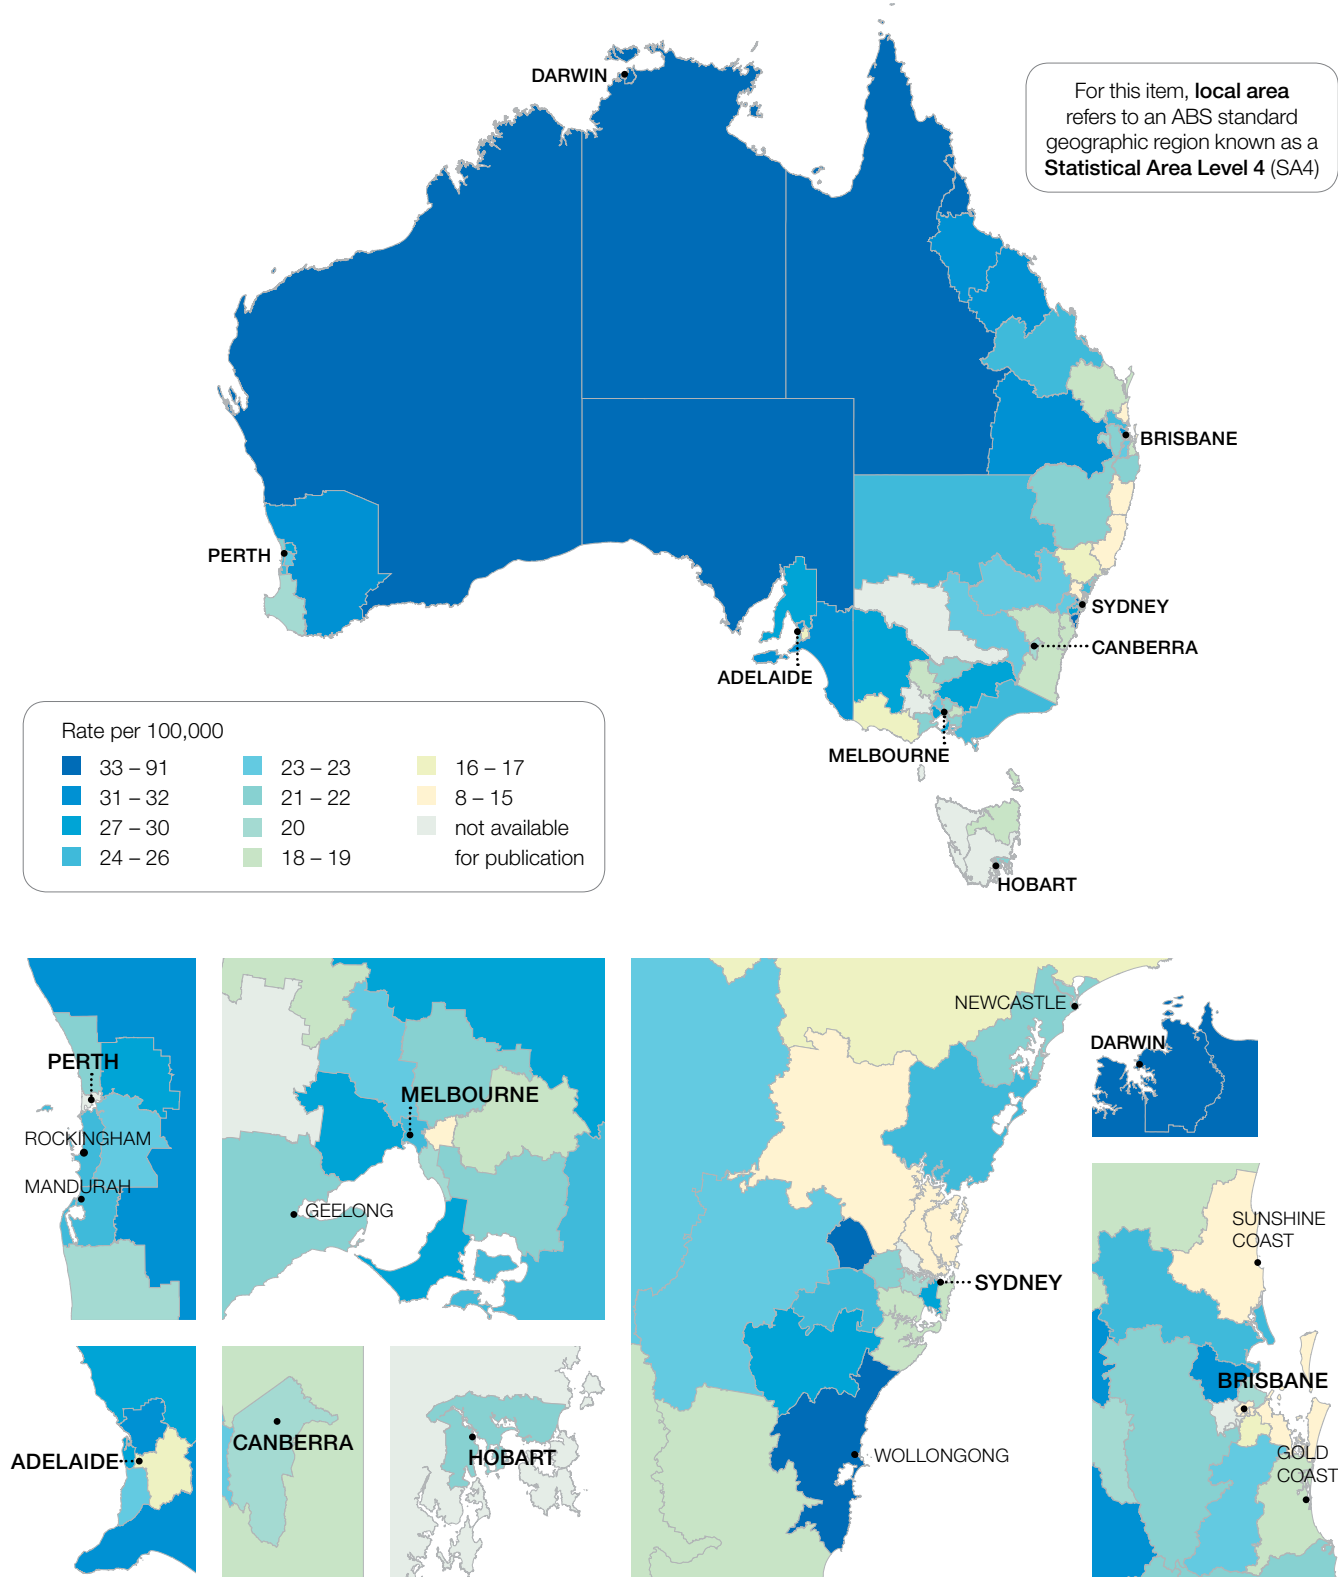 DARWIN
For this item, local area
refers to an ABS standard
geographic region known as a
Statistical Area Level 4 (SA4)
BRISBANE
PERTH
SYDNEY
CANBERRA
ADELAIDE
MELBOURNE
HOBART
Rate per 100,000
33 – 91
31 – 32
27 – 30
24 – 26
23 – 23
21 – 22
20
18 – 19
16 – 17
8 – 15
not available
for publication
PERTH
ROCKINGHAM
MANDURAH
MELBOURNE
GEELONG
NEWCASTLE
SYDNEY
WOLLONGONG
DARWIN
SUNSHINE
COAST
BRISBANE
GOLD
COAST
ADELAIDE
CANBERRA
HOBART